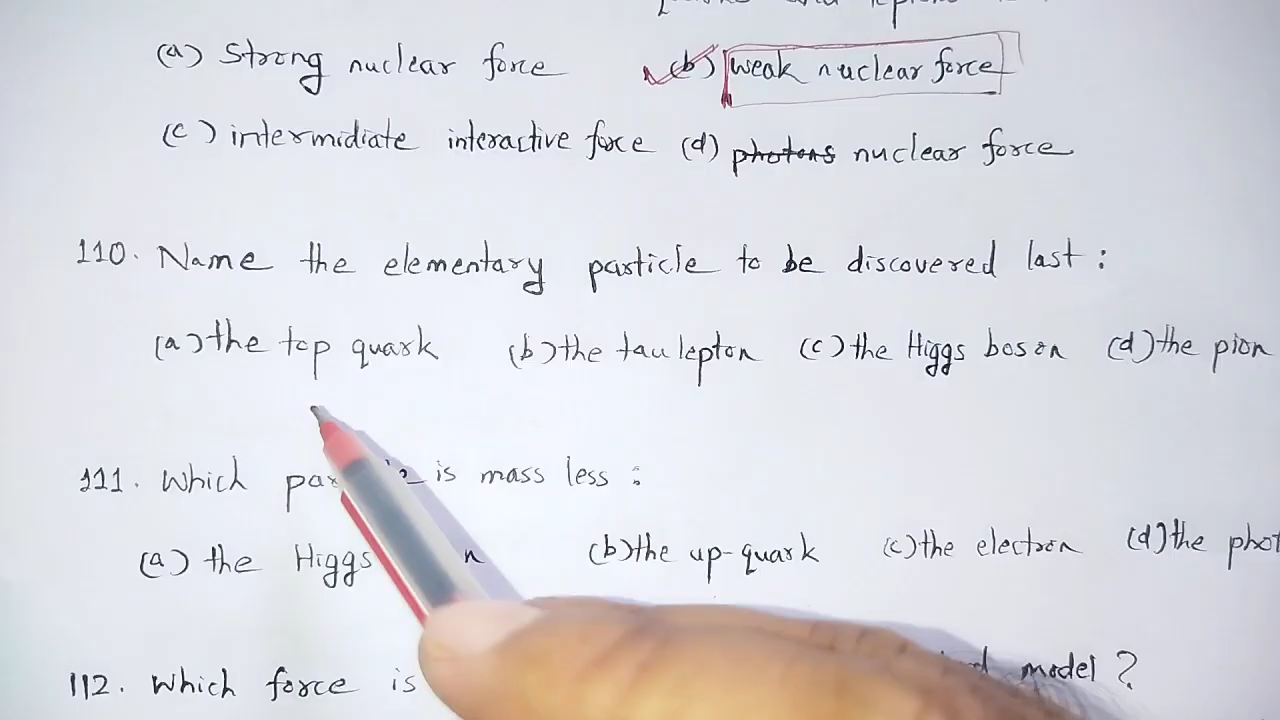 (a) Strong nuclear force (b) weak nuclear force
(c) intermidiate interactive force (d) photons nuclear force
110. Name the elementary particle to be discovered last :
(a) the top quark (b) the tau lepton (c) the Higgs boson (d) the pion
111. Which is mass less :
(a) the Higgs (b) the up-quark (c) the electron (d) the
112. Which force is model ?